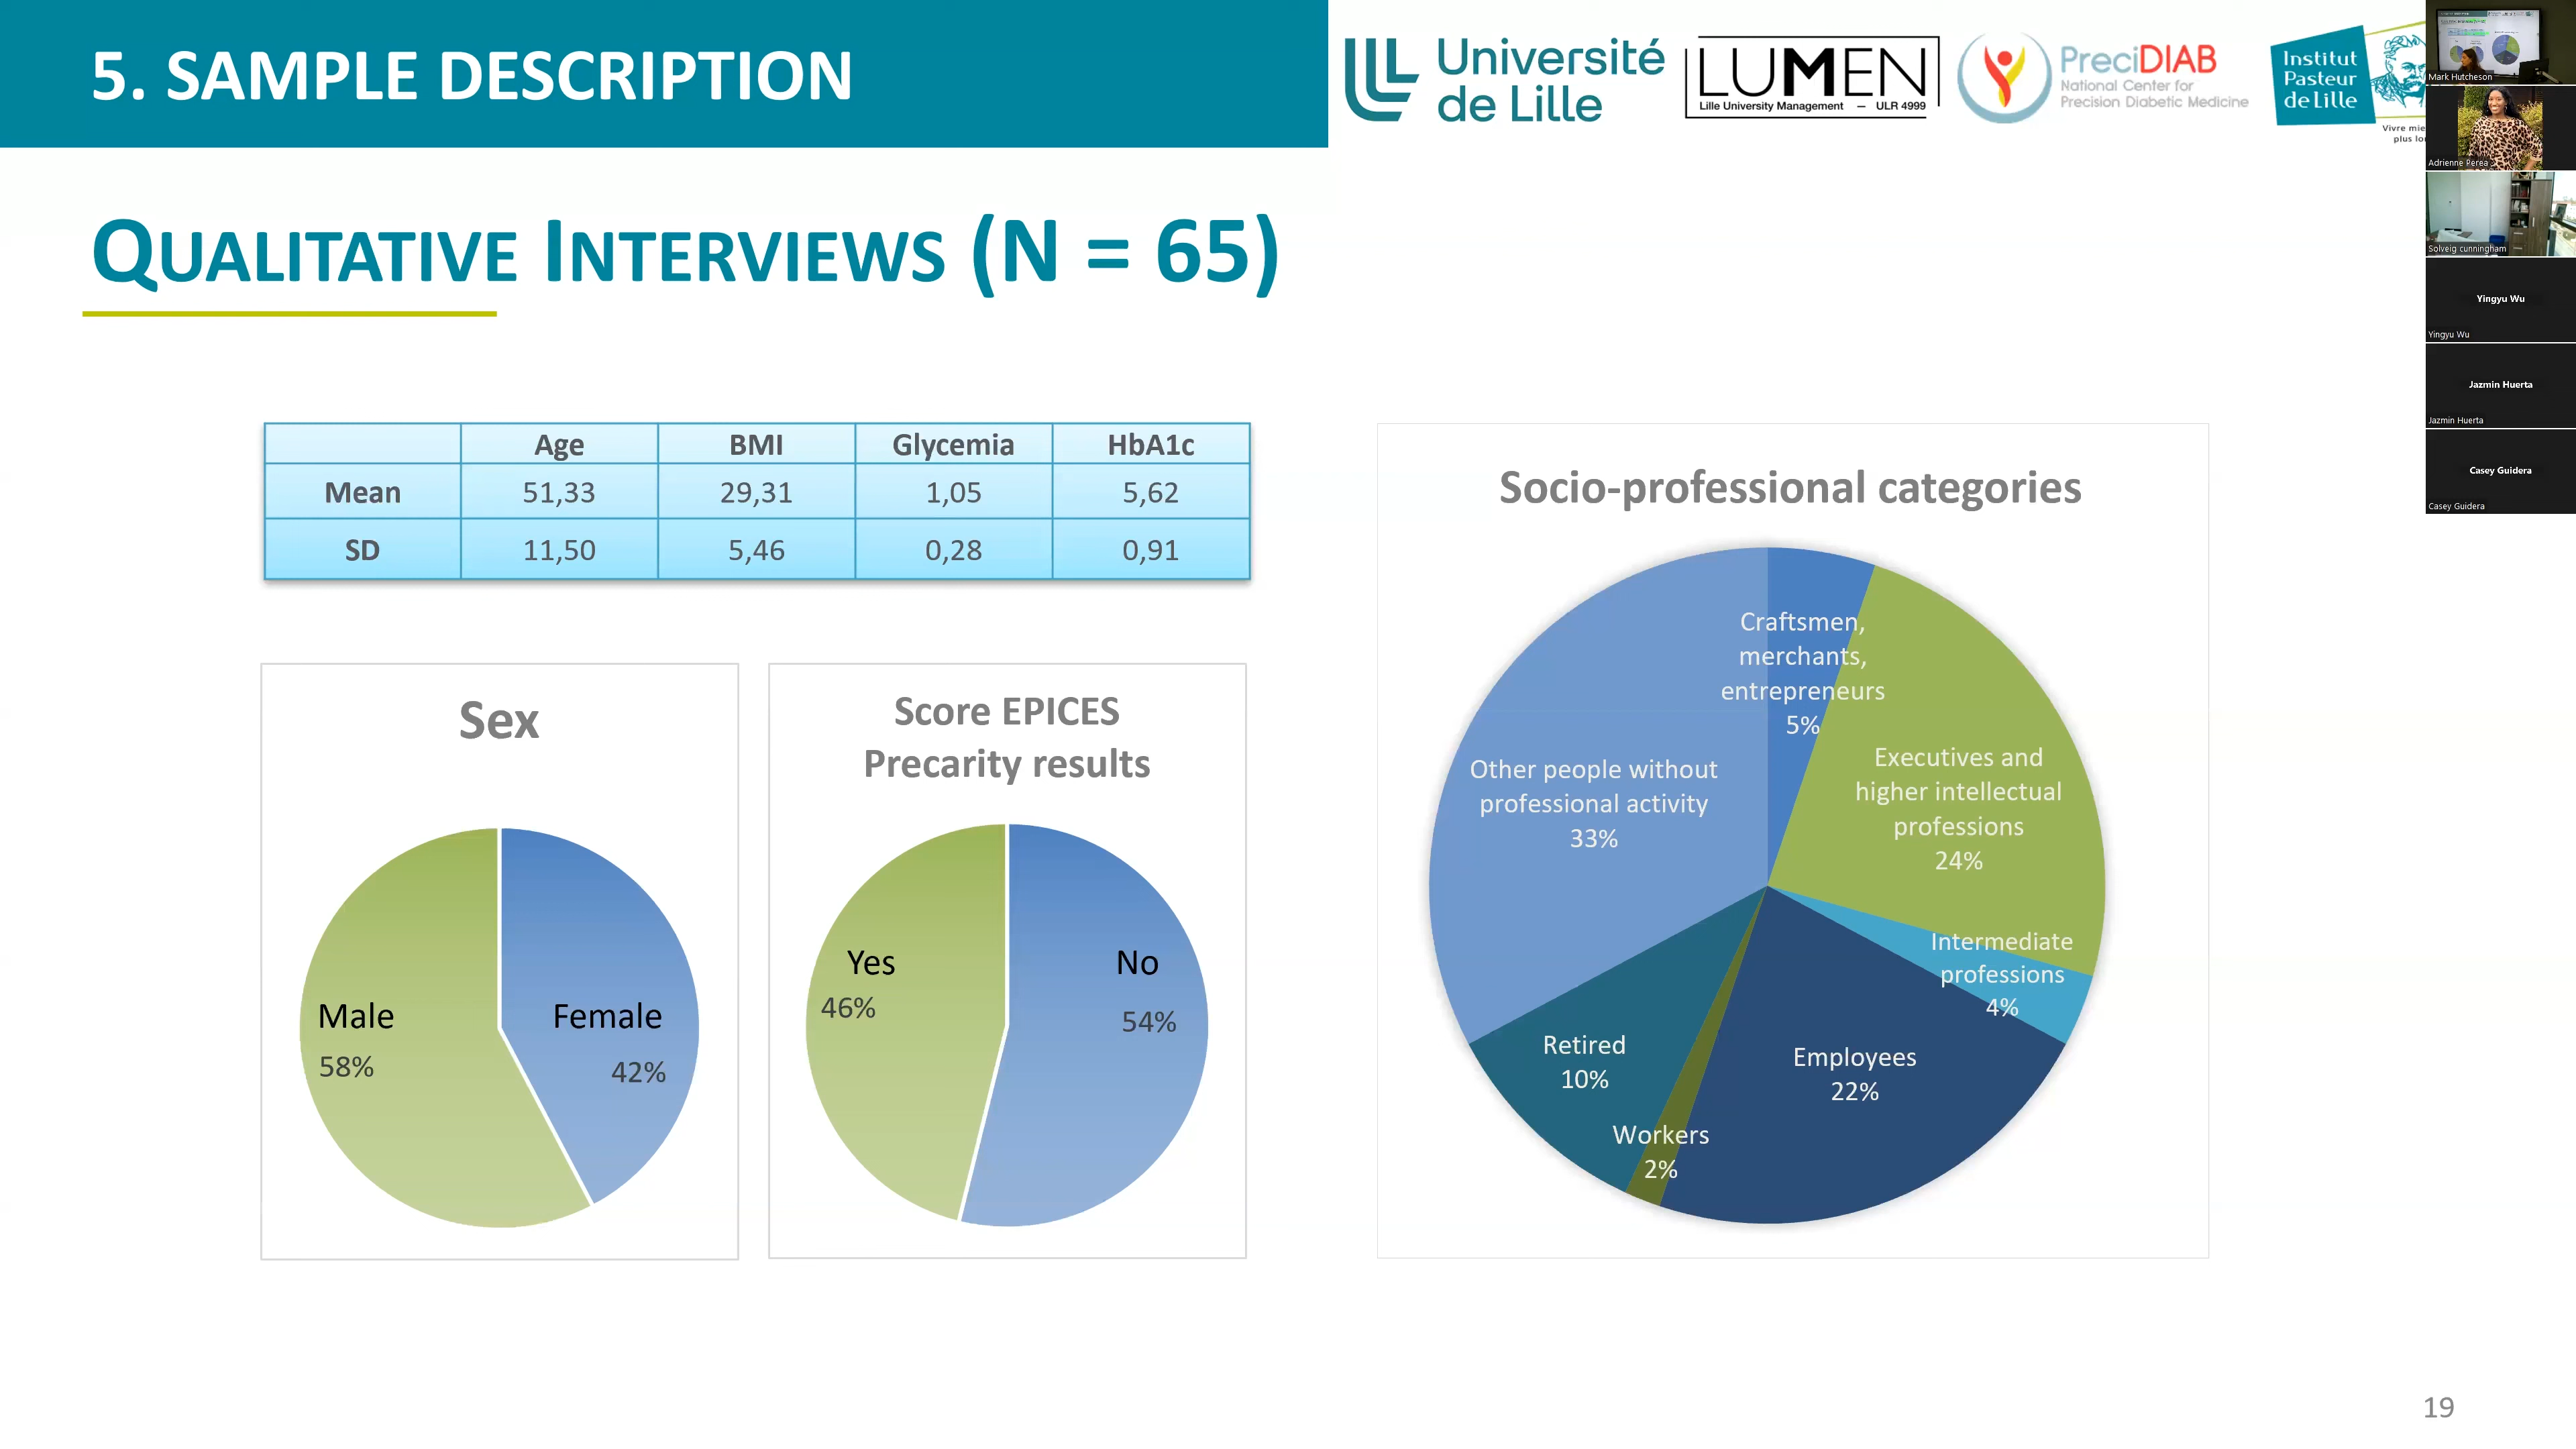 5. SAMPLE DESCRIPTION
Université
de Lille
LUMEN
Lille University Management — ULR 4999
PreciDIAB
National Center for
Precision Diabetic Medicine
Institut
Pasteur
de Lille
Vivre mie
plus lo
QUALITATIVE INTERVIEWS (N = 65)
Age BMI Glycemia HbA1c
Mean 51,33 29,31 1,05 5,62
SD 11,50 5,46 0,28 0,91
Sex
Male
58%
Female
42%
Score EPICES
Precarity results
Yes
46%
No
54%
Socio-professional categories
Craftsmen,
merchants,
entrepreneurs
5%
Executives and
higher intellectual
professions
24%
Intermediate
professions
4%
Employees
22%
Workers
2%
Retired
10%
Other people without
professional activity
33%
Mark Hutcheson
Adrienne Perea
Solveig cunningham
Yingyu Wu
Yingyu Wu
Jazmin Huerta
Jazmin Huerta
Casey Guidera
Casey Guidera
19